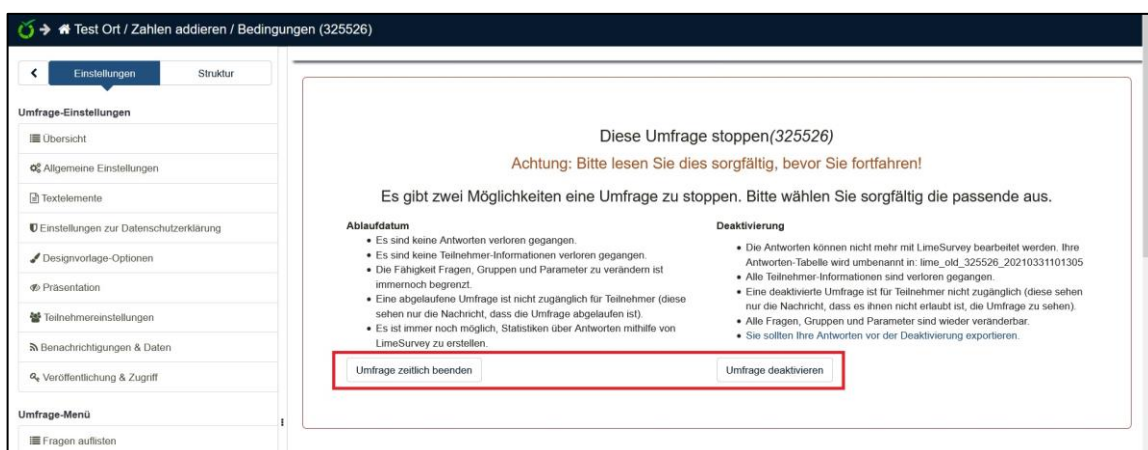 Test Ort / Zahlen addieren / Bedingungen (325526)
Einstellungen
Struktur
Umfrage-Einstellungen
Übersicht
Allgemeine Einstellungen
Textelemente
Einstellungen zur Datenschutzerklärung
Designvorlage-Optionen
Präsentation
Teilnehmereinstellungen
Benachrichtigungen & Daten
Veröffentlichung & Zugriff
Umfrage-Menü
Fragen auflisten
Diese Umfrage stoppen(325526)
Achtung: Bitte lesen Sie dies sorgfältig, bevor Sie fortfahren!
Es gibt zwei Möglichkeiten eine Umfrage zu stoppen. Bitte wählen Sie sorgfältig die passende aus.
Ablaufdatum
• Es sind keine Antworten verloren gegangen.
• Es sind keine Teilnehmer-Informationen verloren gegangen.
• Die Fähigkeit Fragen, Gruppen und Parameter zu verändern ist
immernoch begrenzt.
• Eine abgelaufene Umfrage ist nicht zugänglich für Teilnehmer (diese
sehen nur die Nachricht, dass die Umfrage abgelaufen ist).
• Es ist immer noch möglich, Statistiken über Antworten mithilfe von
LimeSurvey zu erstellen.
Umfrage zeitlich beenden
Deaktivierung
• Die Antworten können nicht mehr mit LimeSurvey bearbeitet werden. Ihre
Antworten-Tabelle wird umbenannt in: lime_old_325526_20210331101305
• Alle Teilnehmer-Informationen sind verloren gegangen.
• Eine deaktivierte Umfrage ist für Teilnehmer nicht zugänglich (diese sehen
nur die Nachricht, dass es ihnen nicht erlaubt ist, die Umfrage zu sehen).
• Alle Fragen, Gruppen und Parameter sind wieder veränderbar.
• Sie sollten Ihre Antworten vor der Deaktivierung exportieren.
Umfrage deaktivieren